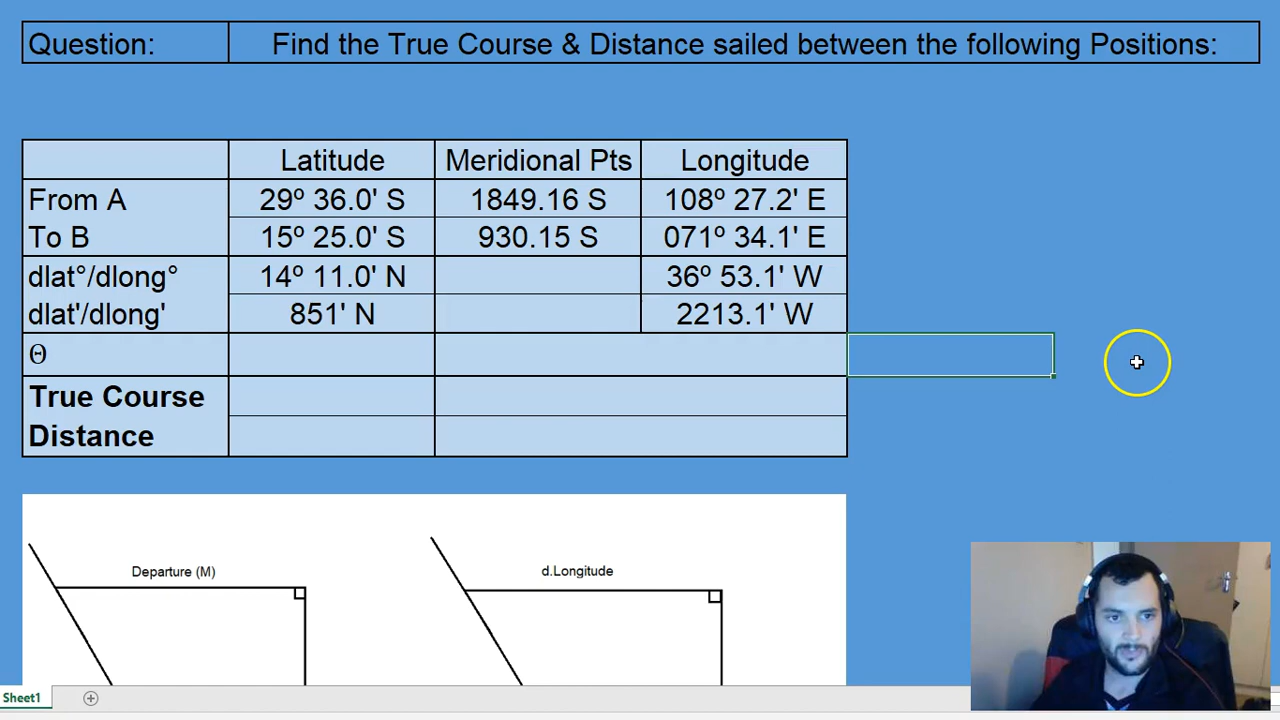 Question: Find the True Course & Distance sailed between the following Positions:
Latitude Meridional Pts Longitude
From A 29º 36.0' S 1849.16 S 108º 27.2' E
To B 15º 25.0' S 930.15 S 071º 34.1' E
dlat°/dlong° 14º 11.0' N 36º 53.1' W
dlat'/dlong' 851' N 2213.1' W
Θ
True Course
Distance
Departure (M) d.Longitude
Sheet1